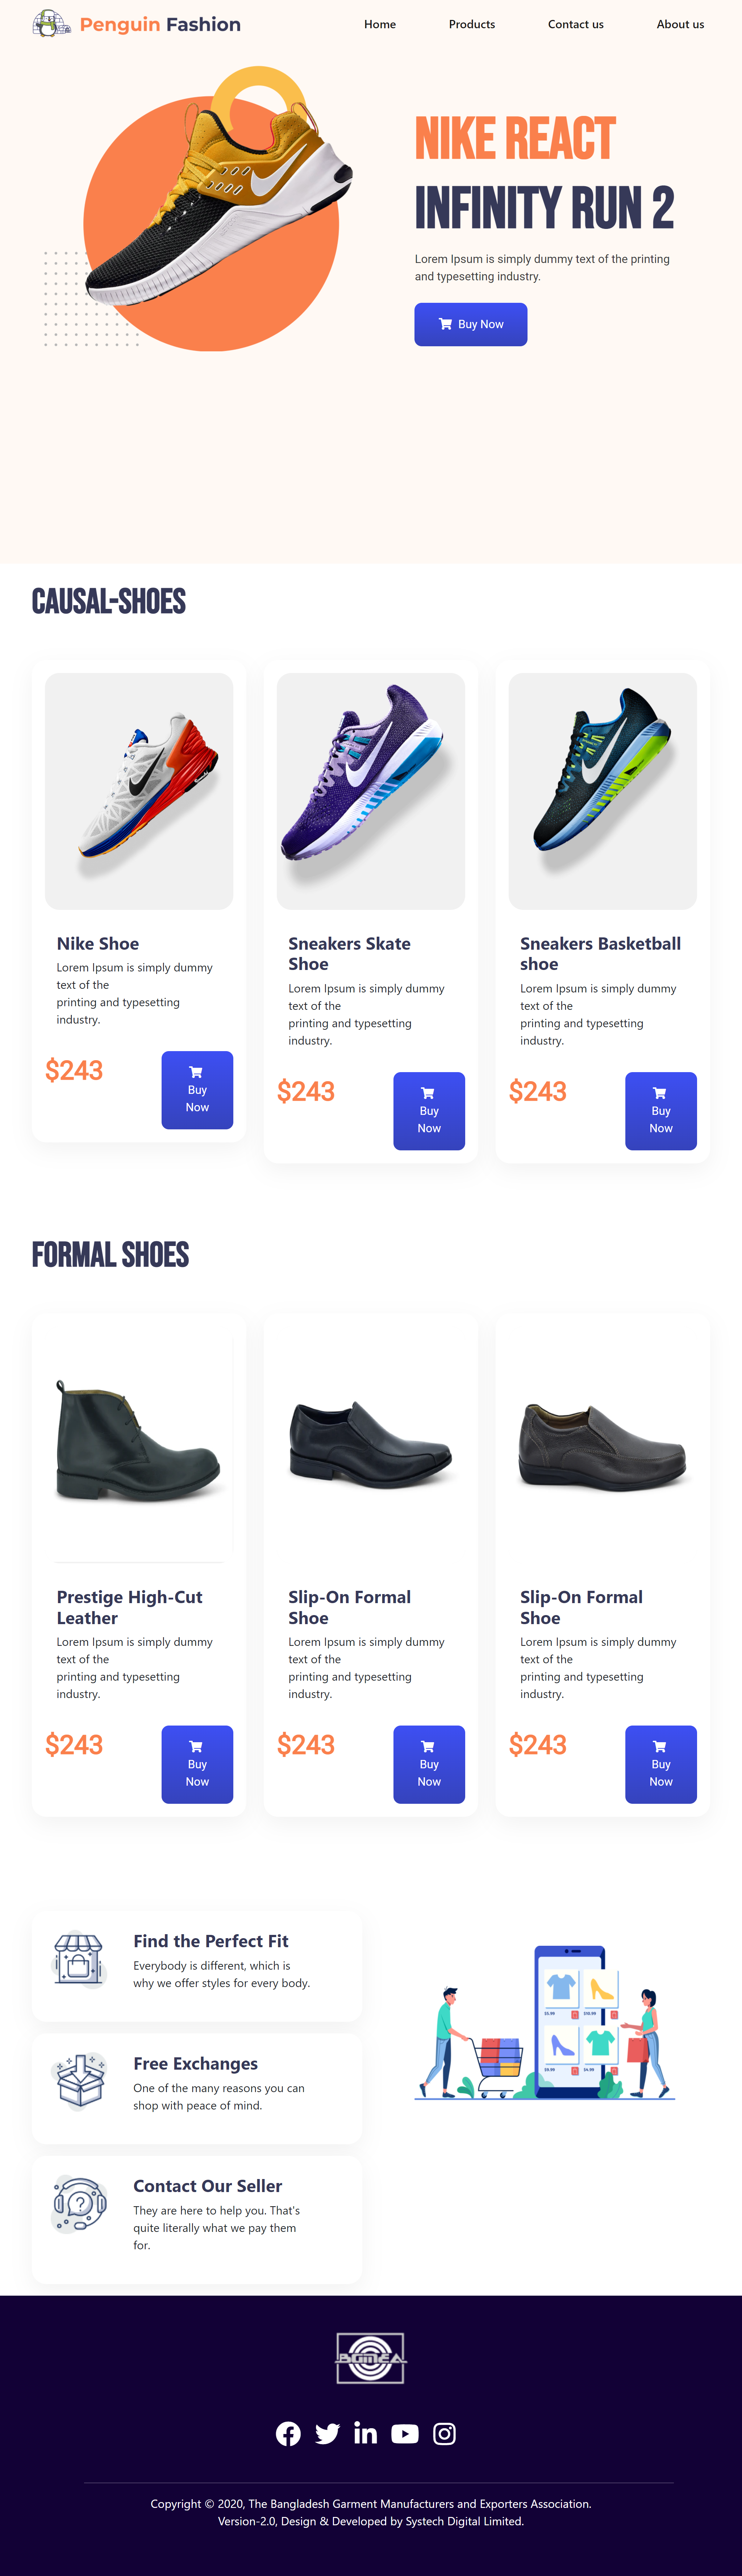 Penguin Fashion
Home
Products
Contact us
About us
NIKE REACT
INFINITY RUN 2
Lorem Ipsum is simply dummy text of the printing
and typesetting industry.
Buy Now
CAUSAL-SHOES
Nike Shoe
Lorem Ipsum is simply dummy
text of the
printing and typesetting
industry.
$243
Buy
Now
Sneakers Skate
Shoe
Lorem Ipsum is simply dummy
text of the
printing and typesetting
industry.
$243
Buy
Now
Sneakers Basketball
shoe
Lorem Ipsum is simply dummy
text of the
printing and typesetting
industry.
$243
Buy
Now
FORMAL SHOES
Prestige High-Cut
Leather
Lorem Ipsum is simply dummy
text of the
printing and typesetting
industry.
$243
Buy
Now
Slip-On Formal
Shoe
Lorem Ipsum is simply dummy
text of the
printing and typesetting
industry.
$243
Buy
Now
Slip-On Formal
Shoe
Lorem Ipsum is simply dummy
text of the
printing and typesetting
industry.
$243
Buy
Now
Find the Perfect Fit
Everybody is different, which is
why we offer styles for every body.
Free Exchanges
One of the many reasons you can
shop with peace of mind.
Contact Our Seller
They are here to help you. That's
quite literally what we pay them
for.
BGMEA
Copyright © 2020, The Bangladesh Garment Manufacturers and Exporters Association.
Version-2.0, Design & Developed by Systech Digital Limited.